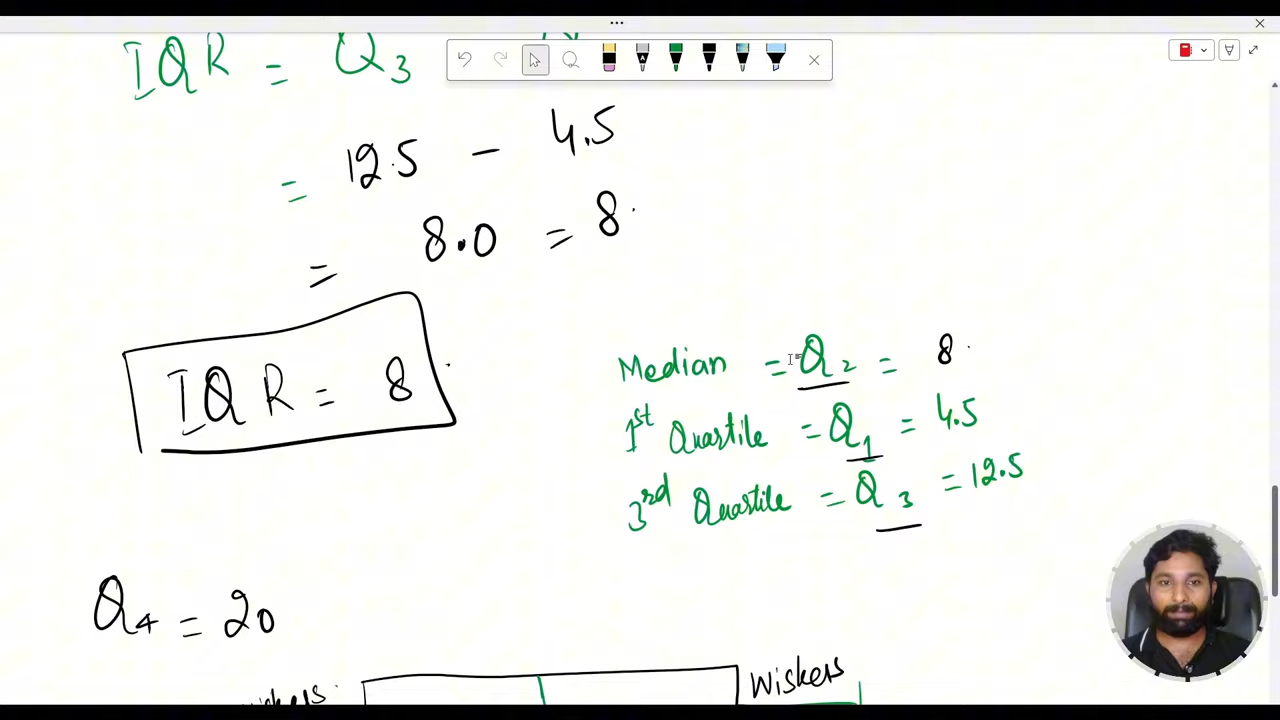 IQR = Q3
= 12.5 - 4.5
= 8.0 = 8.
IQR = 8.
Median = Q2 = 8.
1st Quartile = Q1 = 4.5
3rd Quartile = Q3 = 12.5
Q4 = 20
Wiskers